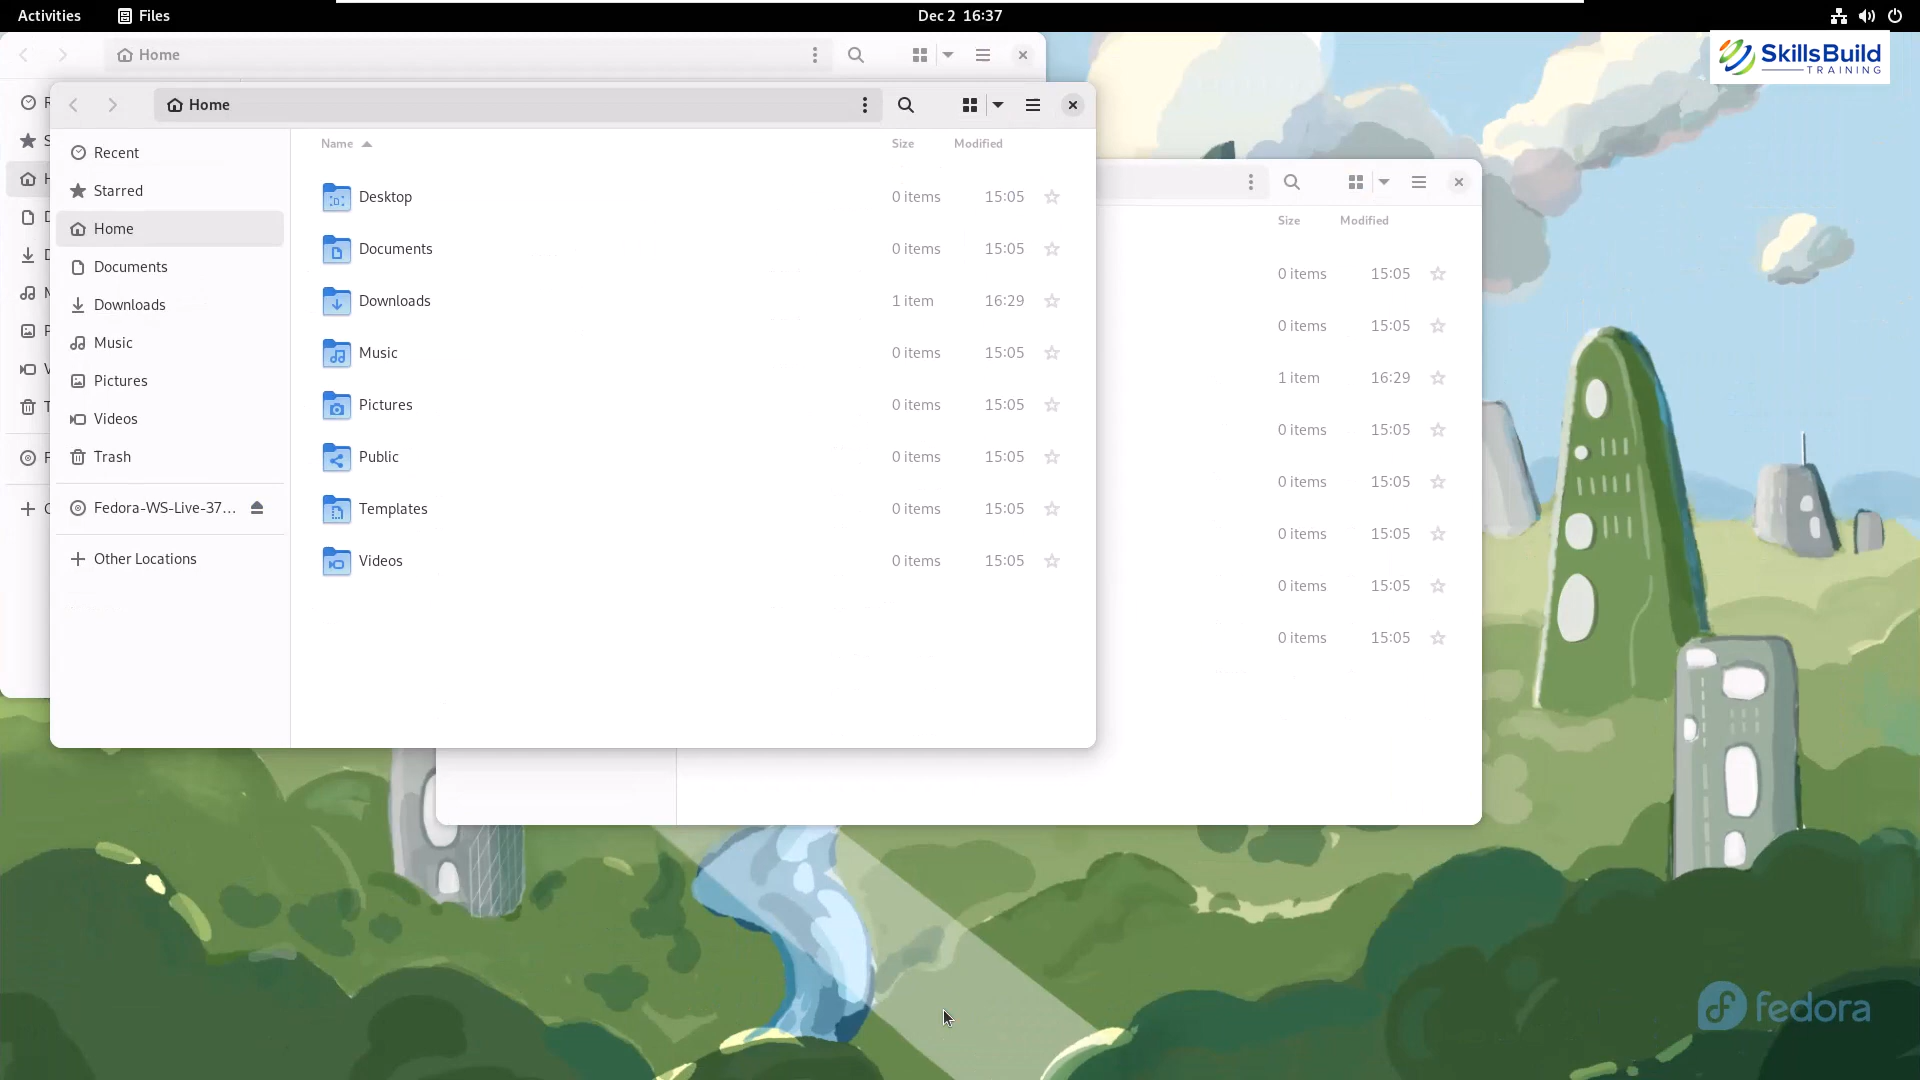 Activities Files Dec 2 16:37
SkillsBuild
TRAINING
Home
Home
Name Size Modified
Recent
Starred
Home
Documents
Downloads
Music
Pictures
Videos
Trash
Fedora-WS-Live-37...
Other Locations
Desktop 0 items 15:05
Documents 0 items 15:05
Downloads 1 item 16:29
Music 0 items 15:05
Pictures 0 items 15:05
Public 0 items 15:05
Templates 0 items 15:05
Videos 0 items 15:05
Size Modified
0 items 15:05
0 items 15:05
1 item 16:29
0 items 15:05
0 items 15:05
0 items 15:05
0 items 15:05
0 items 15:05
fedora